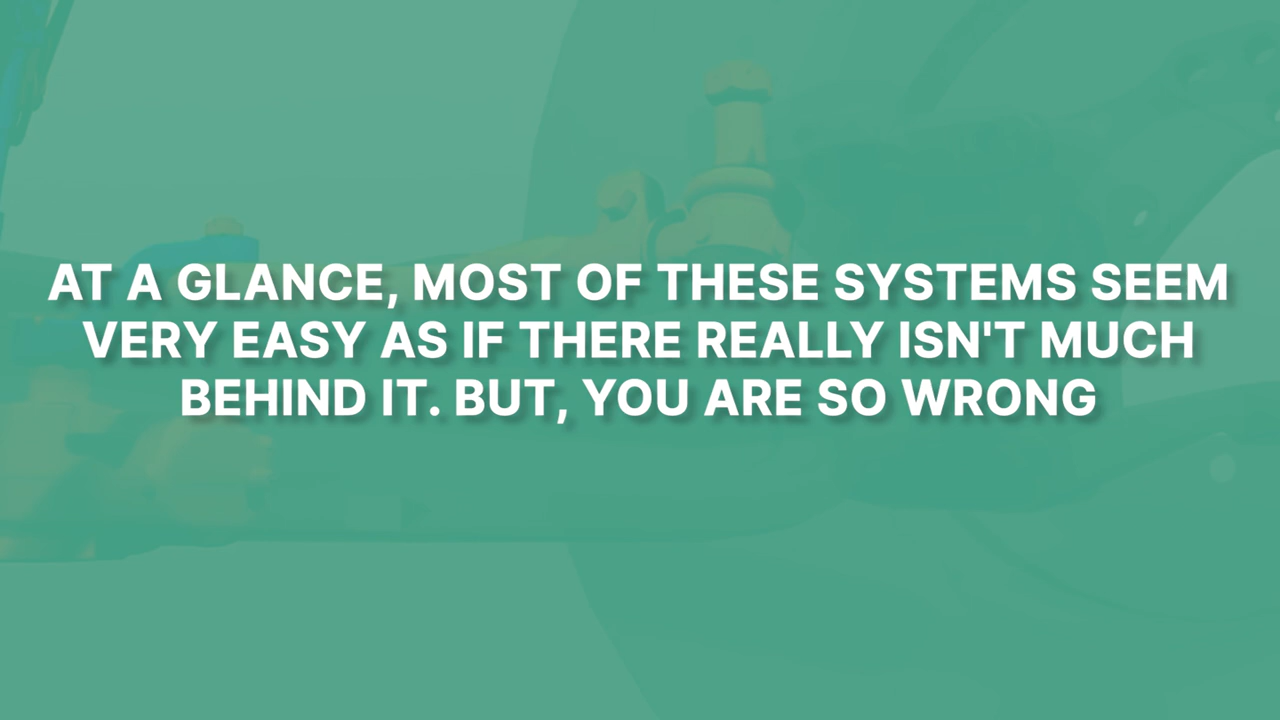 AT A GLANCE, MOST OF THESE SYSTEMS SEEM
VERY EASY AS IF THERE REALLY ISN'T MUCH
BEHIND IT. BUT, YOU ARE SO WRONG